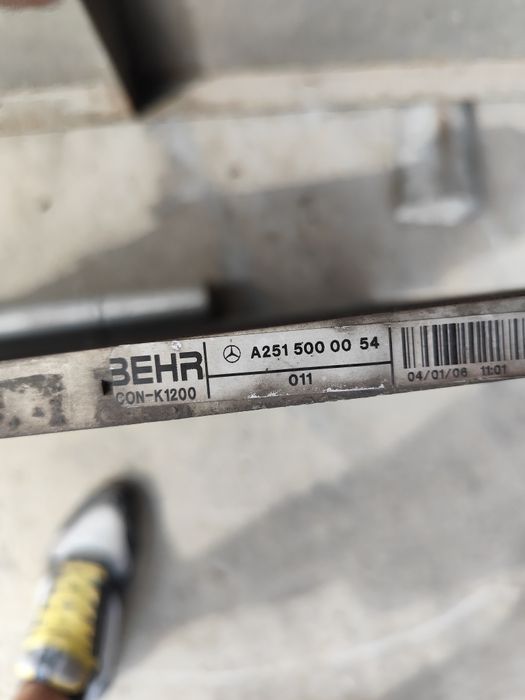 BEHR
CON-K1200
A251 500 00 54
011
04/01/06 11:01